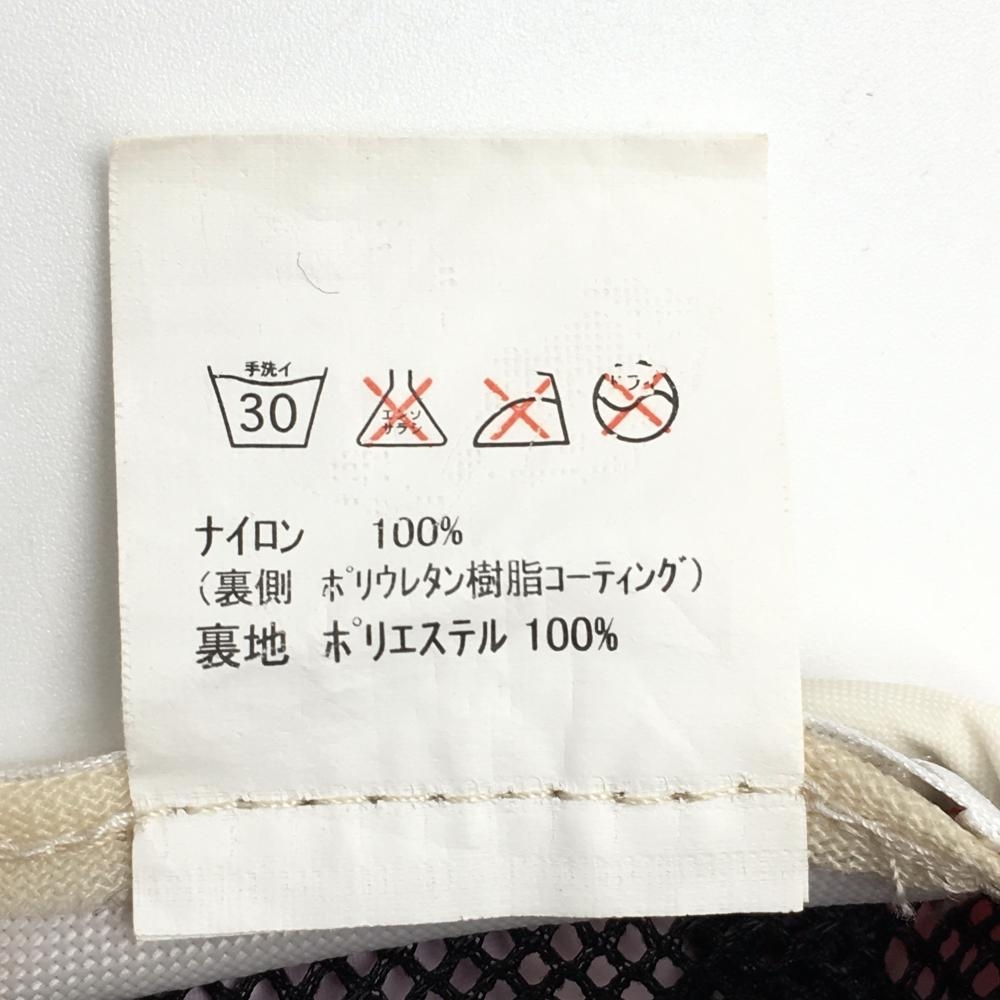 手洗イ
30
エンソ
サラシ
ドライ
ナイロン 100%
(裏側 ポリウレタン樹脂コーティング)
裏地 ポリエステル 100%